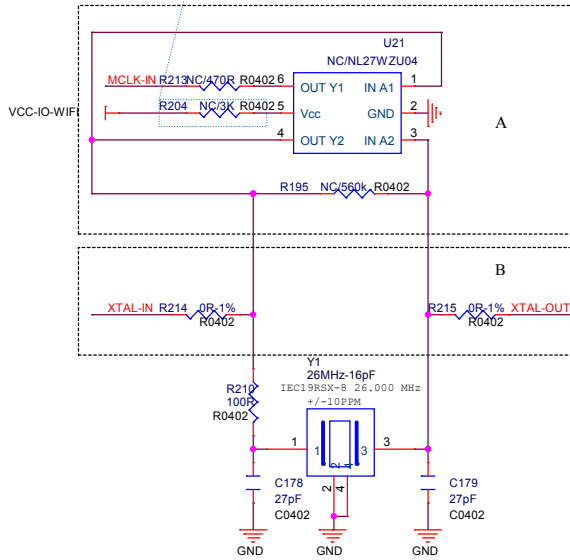 U21
NC/NL27WZU04
MCLK-IN R213 NC/470R R0402 6 OUT Y1 IN A1 1
VCC-IO-WIFI R204 NC/3K R0402 5 Vcc GND 2
4 OUT Y2 IN A2 3
A
R195 NC/560k R0402
B
XTAL-IN R214 0R-1% R0402
R215 0R-1% XTAL-OUT
R0402
Y1
26MHz-16pF
IEC19RSX-8 26.000 MHz
+/-10PPM
R210
100R
R0402
1 1 3 3
2 4
2 4
C178
27pF
C0402
C179
27pF
C0402
GND GND GND